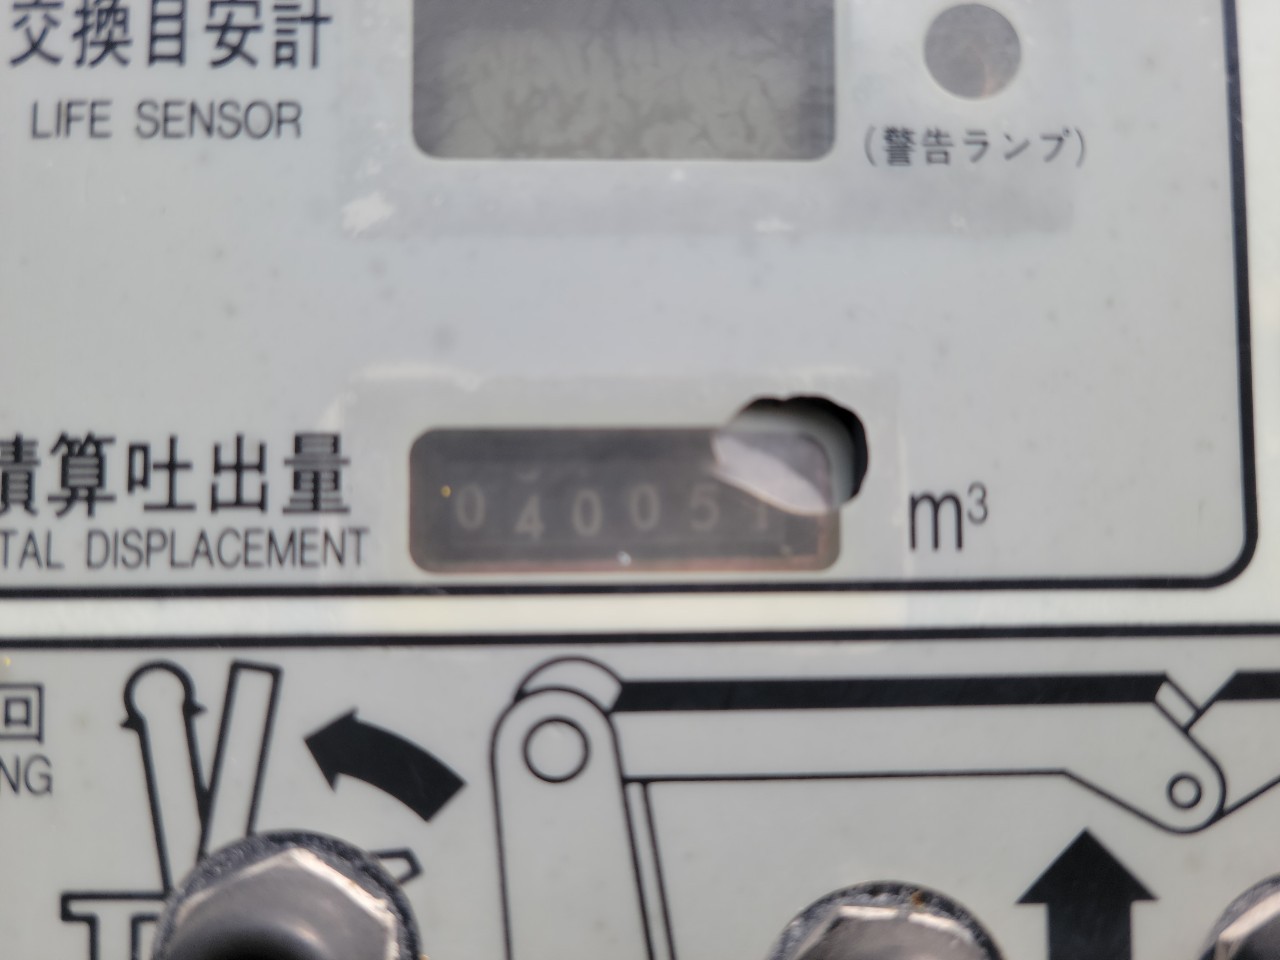 交換目安計
LIFE SENSOR
(警告ランプ)
積算吐出量
TAL DISPLACEMENT
04005
m³
回
NG